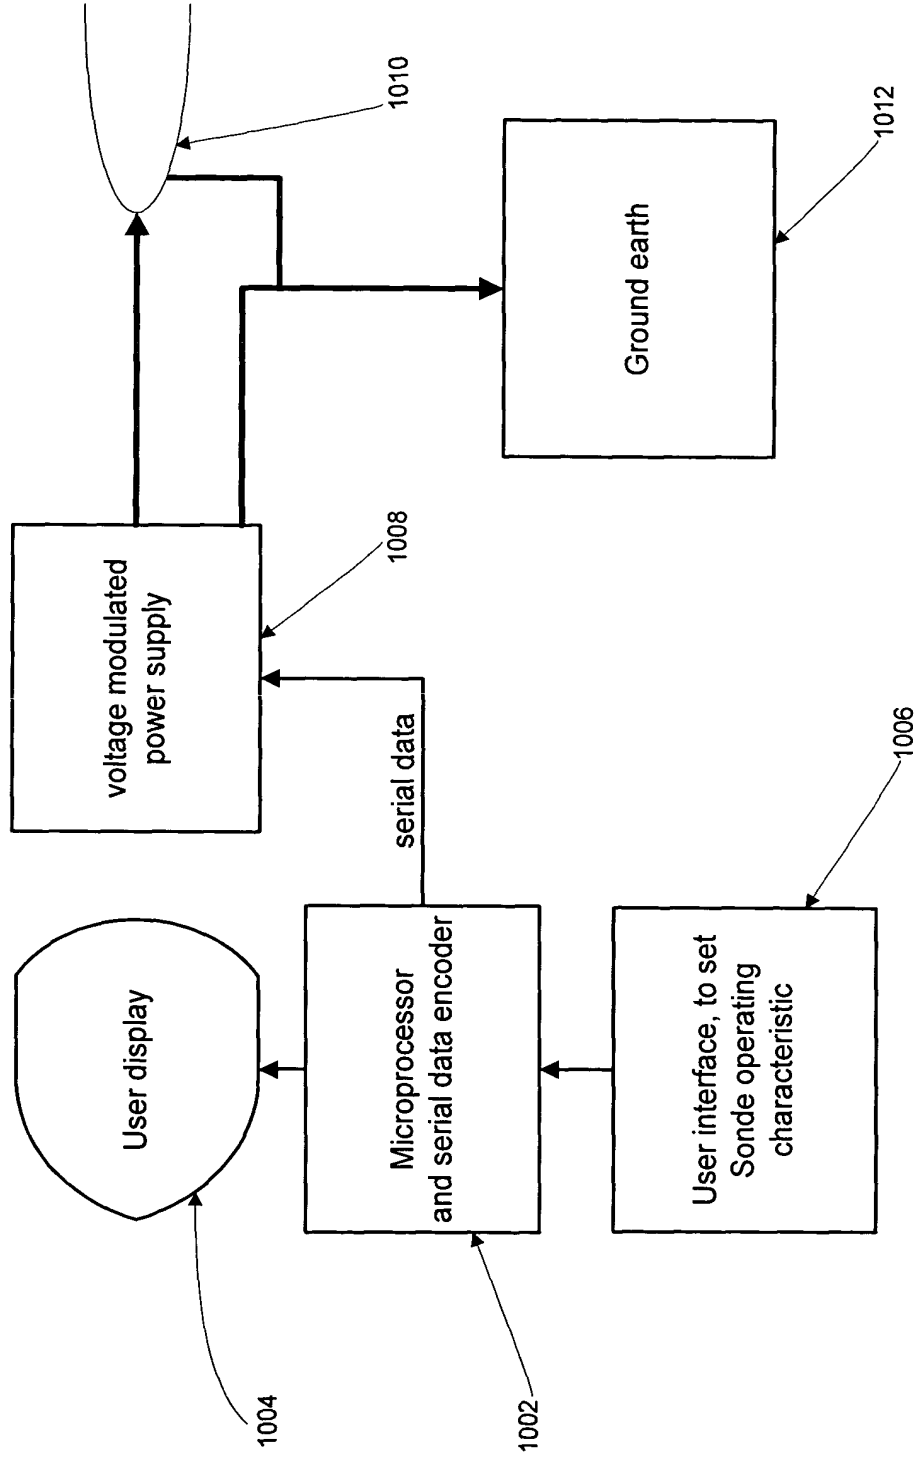 1004
User display
1002
Microprocessor
and serial data encoder
User interface, to set
Sonde operating
characteristic
1006
serial data
voltage modulated
power supply
1008
1010
Ground earth
1012